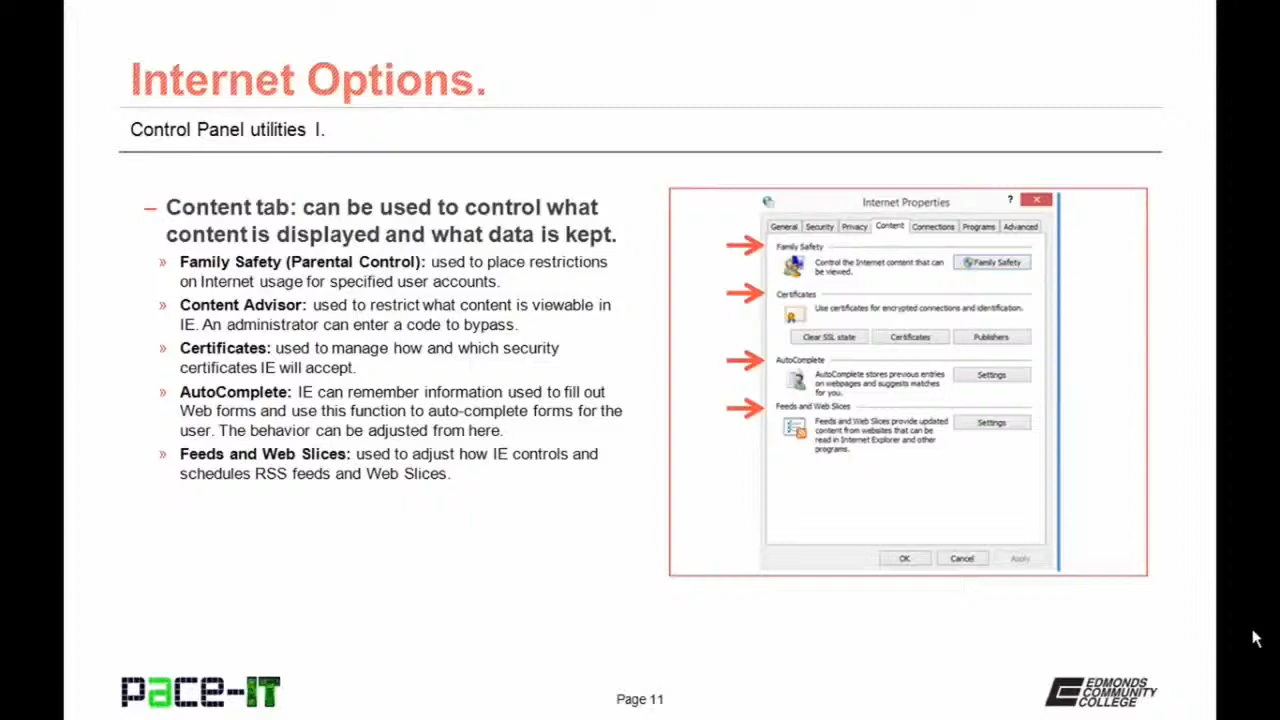 Internet Options.
Control Panel utilities I.
– Content tab: can be used to control what
content is displayed and what data is kept.
» Family Safety (Parental Control): used to place restrictions
on Internet usage for specified user accounts.
» Content Advisor: used to restrict what content is viewable in
IE. An administrator can enter a code to bypass.
» Certificates: used to manage how and which security
certificates IE will accept.
» AutoComplete: IE can remember information used to fill out
Web forms and use this function to auto-complete forms for the
user. The behavior can be adjusted from here.
» Feeds and Web Slices: used to adjust how IE controls and
schedules RSS feeds and Web Slices.
Internet Properties
General Security Privacy Content Connections Programs Advanced
Family Safety
Control the Internet content that can
be viewed.
Family Safety
Certificates
Use certificates for encrypted connections and identification.
Clear SSL state Certificates Publishers
AutoComplete
AutoComplete stores previous entries
on webpages and suggests matches
for you.
Settings
Feeds and Web Slices
Feeds and Web Slices provide updated
content from websites that can be
read in Internet Explorer and other
programs.
Settings
OK Cancel Apply
pace-IT
Page 11
EDMONDS
COMMUNITY
COLLEGE